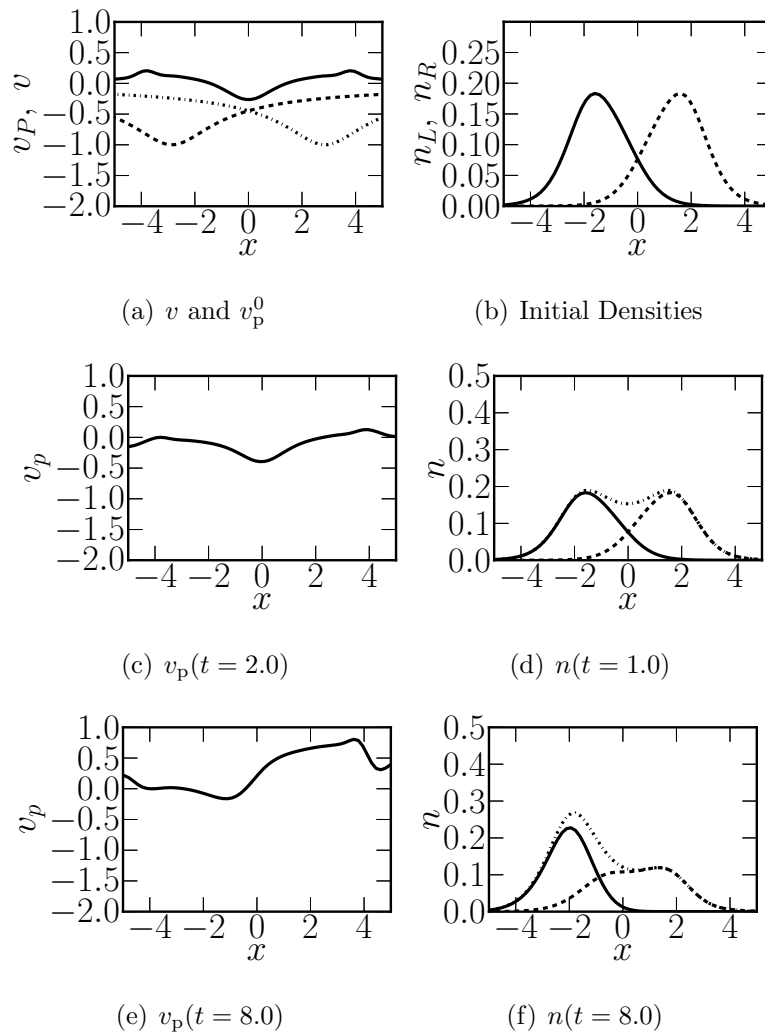 1.0
0.5
0.0
−0.5
−1.0
−1.5
−2.0
v_P, v
−4 −2 0 2 4
x
(a) v and v_p^0
0.25
0.20
0.15
0.10
0.05
0.00
n_L, n_R
−4 −2 0 2 4
x
(b) Initial Densities
1.0
0.5
0.0
−0.5
−1.0
−1.5
−2.0
v_p
−4 −2 0 2 4
x
(c) v_p(t = 2.0)
0.5
0.4
0.3
0.2
0.1
0.0
n
−4 −2 0 2 4
x
(d) n(t = 1.0)
1.0
0.5
0.0
−0.5
−1.0
−1.5
−2.0
v_p
−4 −2 0 2 4
x
(e) v_p(t = 8.0)
0.5
0.4
0.3
0.2
0.1
0.0
n
−4 −2 0 2 4
x
(f) n(t = 8.0)